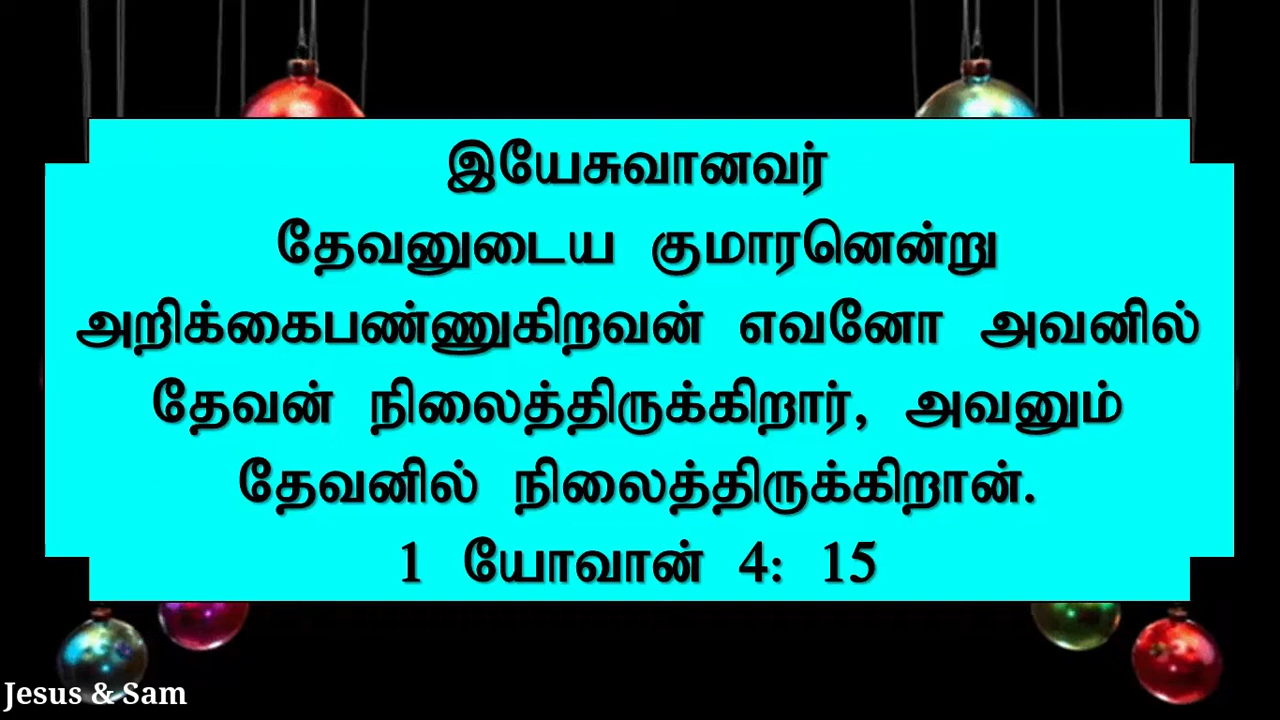 இயேசுவானவர்
தேவனுடைய குமாரனென்று
அறிக்கைபண்ணுகிறவன் எவனோ அவனில்
தேவன் நிலைத்திருக்கிறார், அவனும்
தேவனில் நிலைத்திருக்கிறான்.
1 யோவான் 4: 15
Jesus & Sam